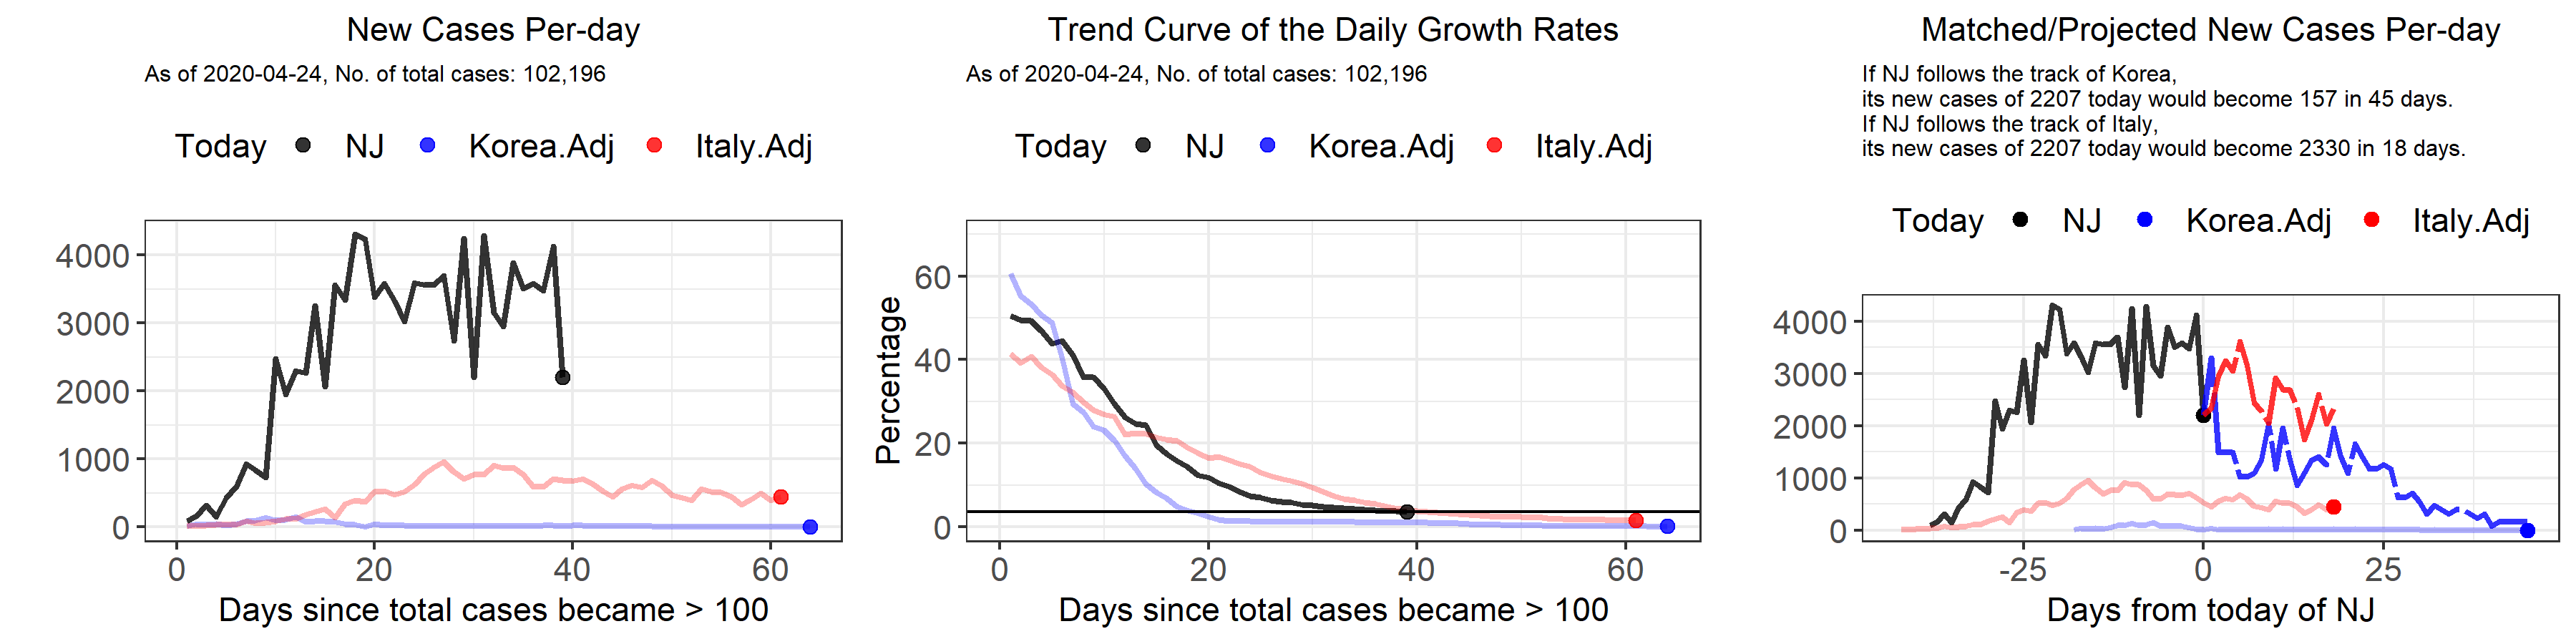 New Cases Per-day
As of 2020-04-24, No. of total cases: 102,196
Today NJ Korea.Adj Italy.Adj
4000
3000
2000
1000
0
0 20 40 60
Days since total cases became > 100
Trend Curve of the Daily Growth Rates
As of 2020-04-24, No. of total cases: 102,196
Today NJ Korea.Adj Italy.Adj
Percentage
60
40
20
0
0 20 40 60
Days since total cases became > 100
Matched/Projected New Cases Per-day
If NJ follows the track of Korea,
its new cases of 2207 today would become 157 in 45 days.
If NJ follows the track of Italy,
its new cases of 2207 today would become 2330 in 18 days.
Today NJ Korea.Adj Italy.Adj
4000
3000
2000
1000
0
-25 0 25
Days from today of NJ